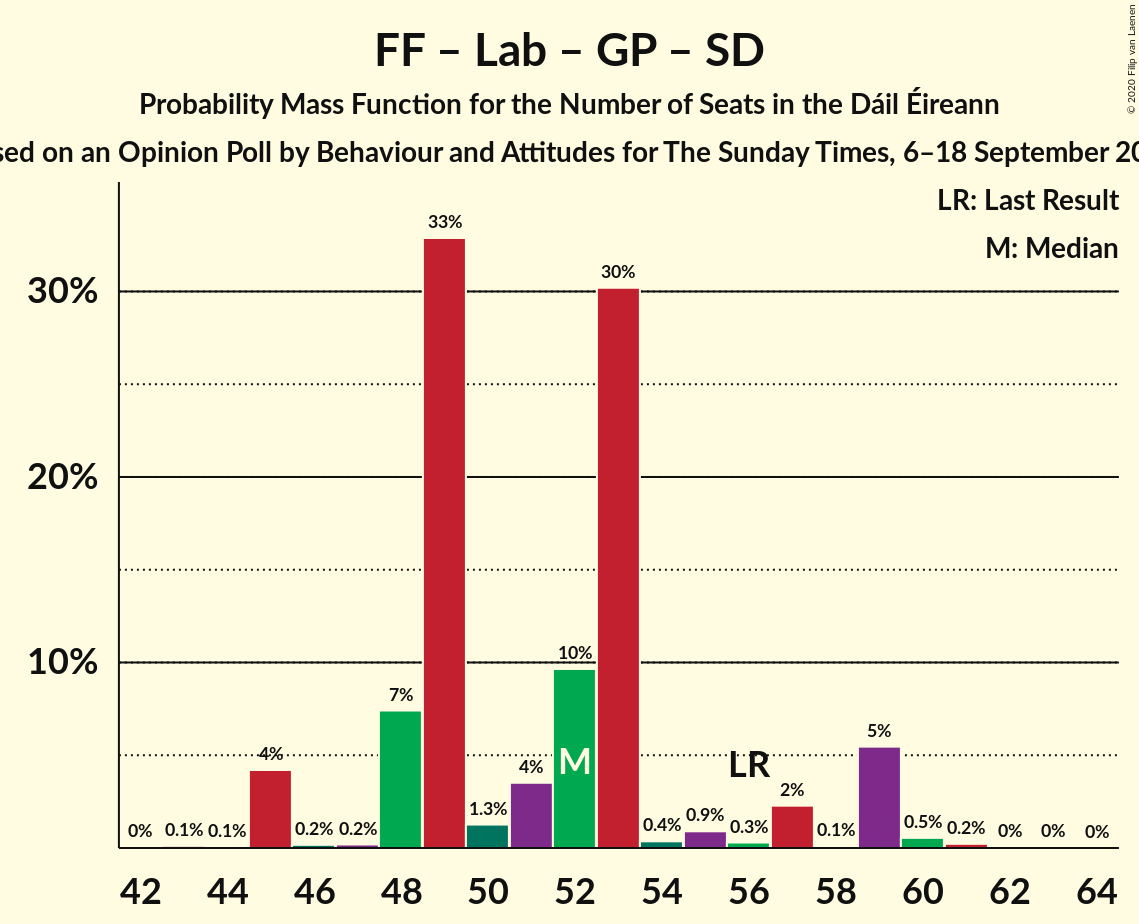 FF – Lab – GP – SD
Probability Mass Function for the Number of Seats in the Dáil Éireann
on an Opinion Poll by Behaviour and Attitudes for The Sunday Times, 6–18 September
© 2020 Filip van Laenen
LR: Last Result
M: Median
33%
30%
30%
20%
10%
10%
7%
4%
M
4%
LR
5%
2%
0%
0.1%
0.1%
0.2%
0.2%
1.3%
0.4%
0.9%
0.3%
0.1%
0.5%
0.2%
0%
0%
0%
42 44 46 48 50 52 54 56 58 60 62 64